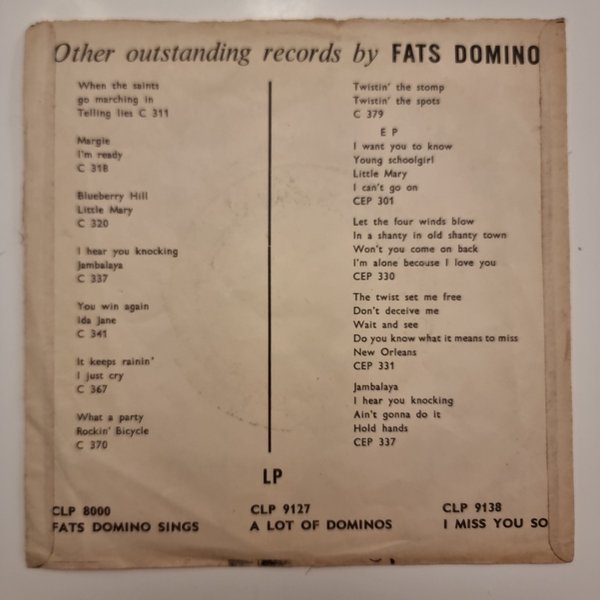 Other outstanding records by FATS DOMINO
When the saints
go marching in
Telling lies C 311
Margie
I'm ready
C 318
Blueberry Hill
Little Mary
C 320
I hear you knocking
Jambalaya
C 337
You win again
Ida Jane
C 341
It keeps rainin'
I just cry
C 367
What a party
Rockin' Bicycle
C 370
Twistin' the stomp
Twistin' the spots
C 379
E P
I want you to know
Young schoolgirl
Little Mary
I can't go on
CEP 301
Let the four winds blow
In a shanty in old shanty town
Won't you come on back
I'm alone becouse I love you
CEP 330
The twist set me free
Don't deceive me
Wait and see
Do you know what it means to miss
New Orleans
CEP 331
Jambalaya
I hear you knocking
Ain't gonna do it
Hold hands
CEP 337
LP
CLP 8000
FATS DOMINO SINGS
CLP 9127
A LOT OF DOMINOS
CLP 9138
I MISS YOU SO